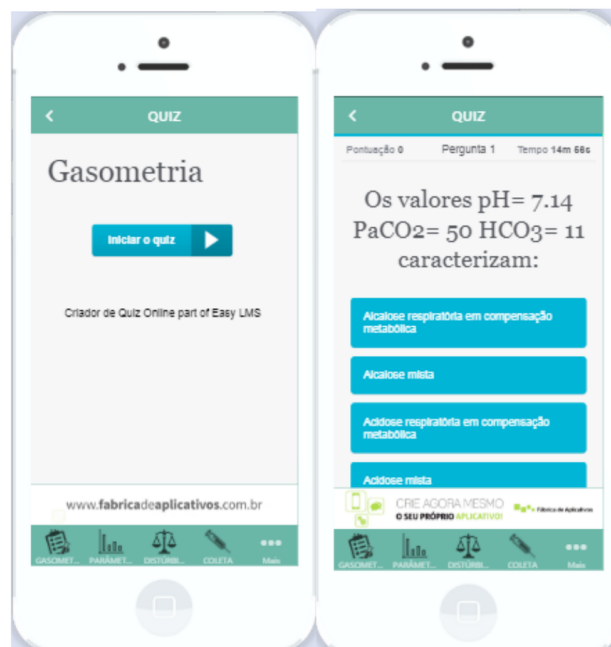 QUIZ
Gasometria
Iniciar o quiz
Criador de Quiz Online part of Easy LMS
www.fabricadeaplicativos.com.br
GASOMET... PARÂMET... DISTÚRBI... COLETA Mais
QUIZ
Pontuação 0 Pergunta 1 Tempo 14m 56s
Os valores pH= 7.14
PaCO2= 50 HCO3= 11
caracterizam:
Alcalose respiratória em compensação
metabólica
Alcalose mista
Acidose respiratória em compensação
metabólica
Acidose mista
CRIE AGORA MESMO
O SEU PRÓPRIO APLICATIVO!
Fábrica de Aplicativos
GASOMET... PARÂMET... DISTÚRBI... COLETA Mais